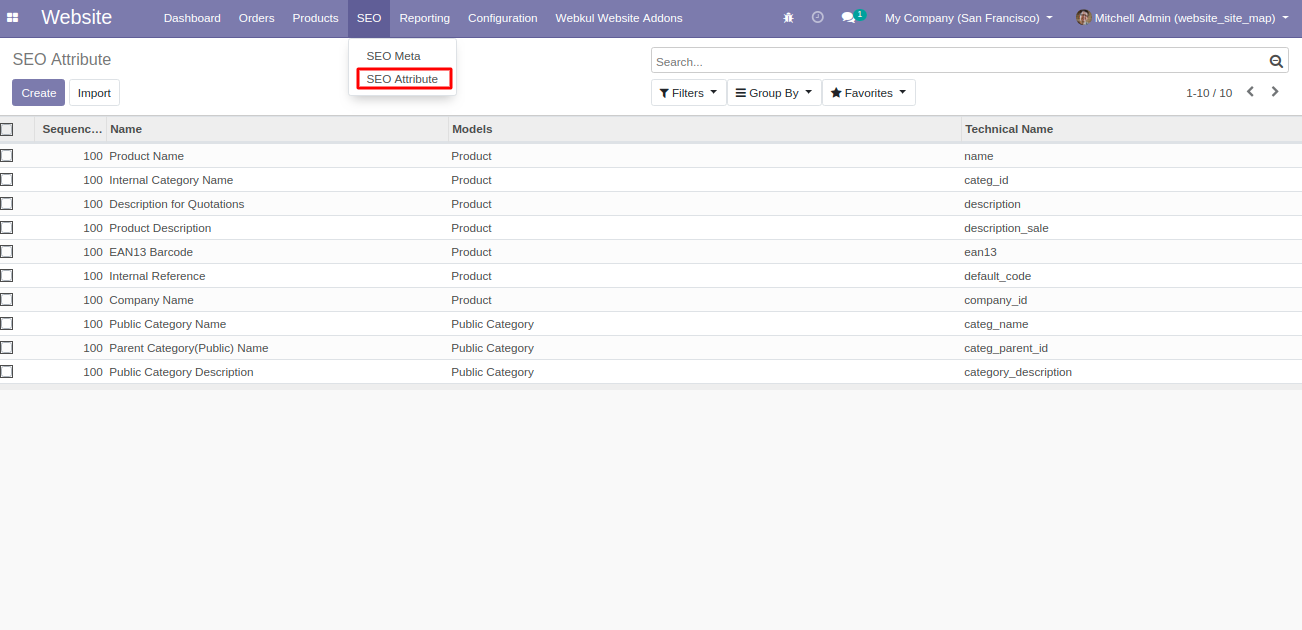 Website Dashboard Orders Products SEO Reporting Configuration Webkul Website Addons 1 My Company (San Francisco) Mitchell Admin (website_site_map)
SEO Meta
SEO Attribute
SEO Attribute
Search...
Create Import
Filters Group By Favorites 1-10 / 10
Sequenc... Name Models Technical Name
100 Product Name Product name
100 Internal Category Name Product categ_id
100 Description for Quotations Product description
100 Product Description Product description_sale
100 EAN13 Barcode Product ean13
100 Internal Reference Product default_code
100 Company Name Product company_id
100 Public Category Name Public Category categ_name
100 Parent Category(Public) Name Public Category categ_parent_id
100 Public Category Description Public Category category_description